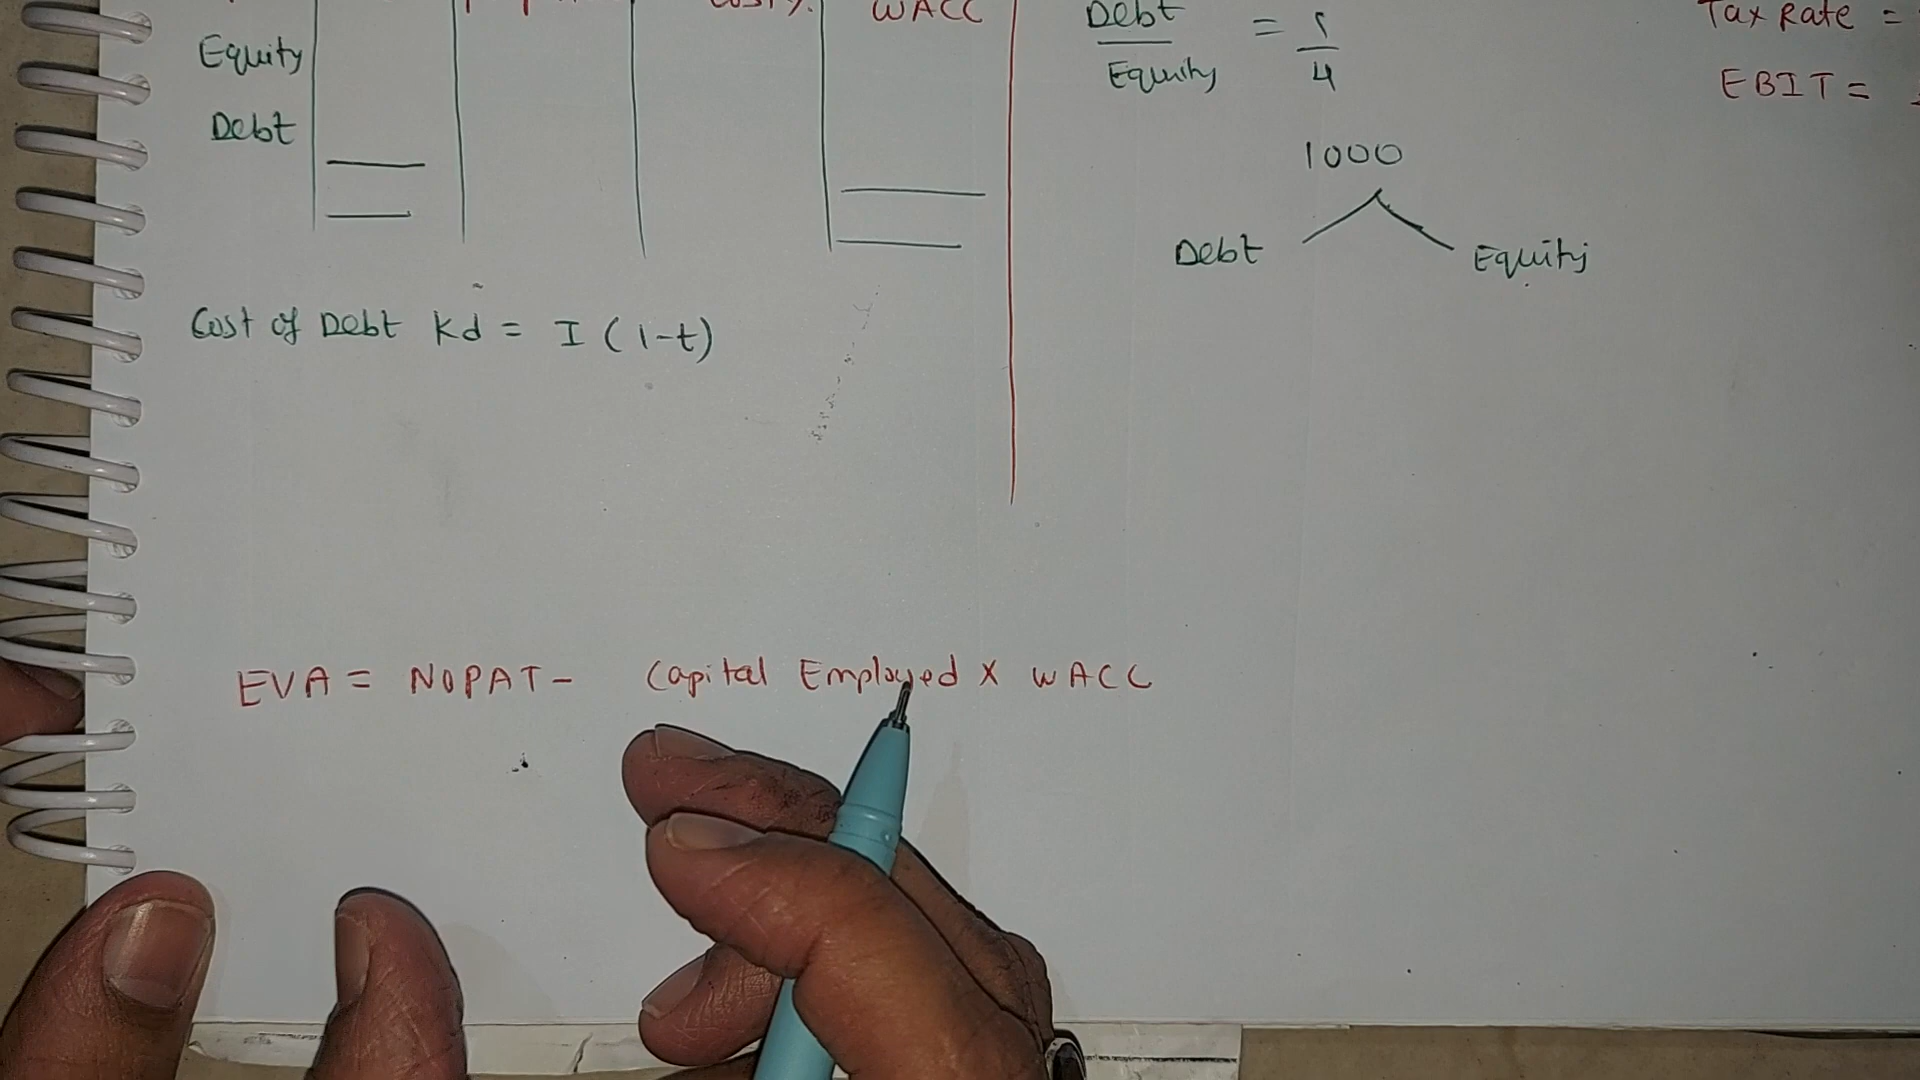 WACC
Equity
Debt
Cost of Debt Kd = I (1-t)
Debt
Equity
=
4
1000
Debt Equity
Tax Rate =
EBIT =
EVA = NOPAT - Capital Employed X WACC